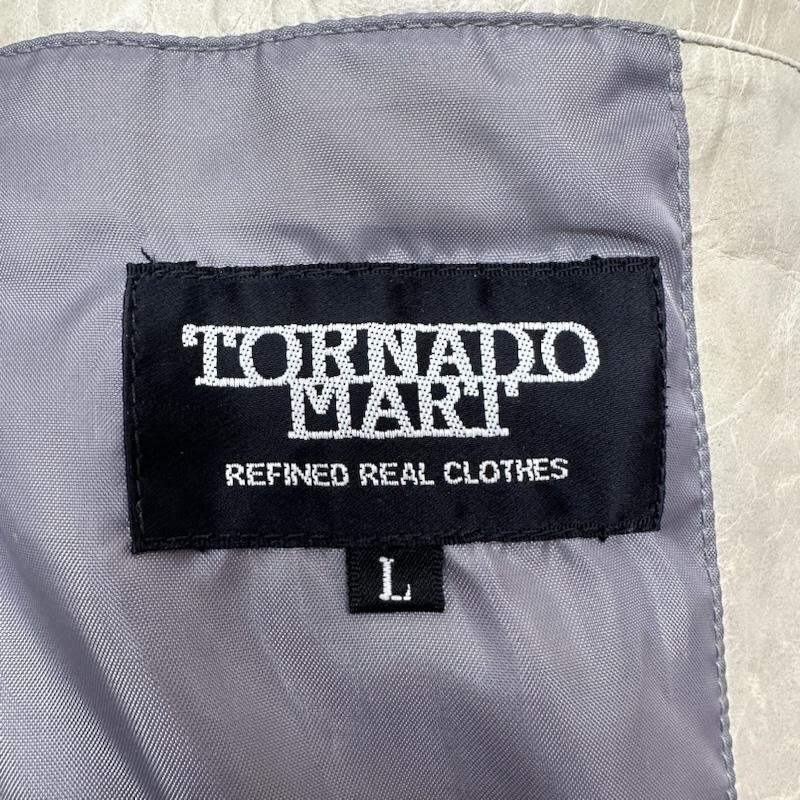 TORNADO
MART
REFINED REAL CLOTHES
L